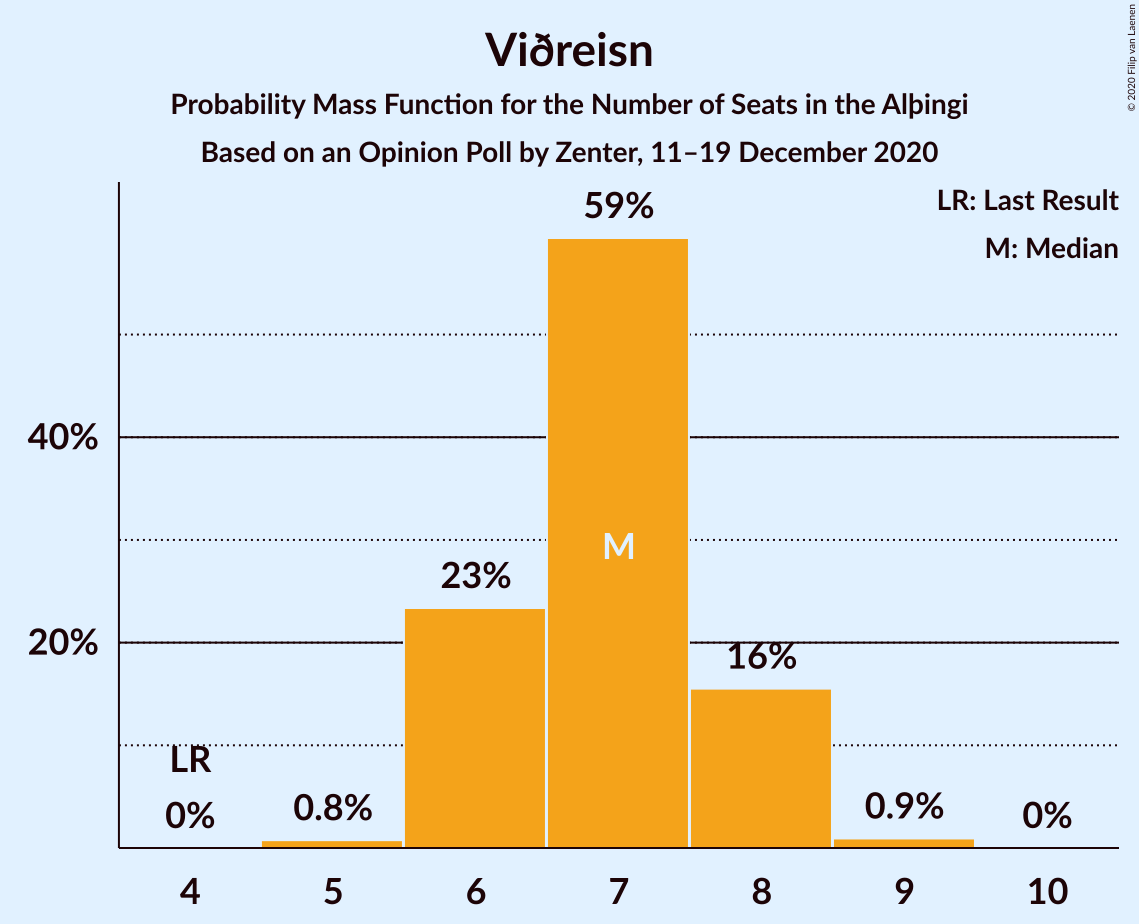 Viðreisn
Probability Mass Function for the Number of Seats in the Alþingi
Based on an Opinion Poll by Zenter, 11–19 December 2020
© 2020 Filip van Laenen
LR: Last Result
M: Median
59%
40%
M
23%
20%
16%
LR
0%
0.8%
0.9%
0%
4 5 6 7 8 9 10